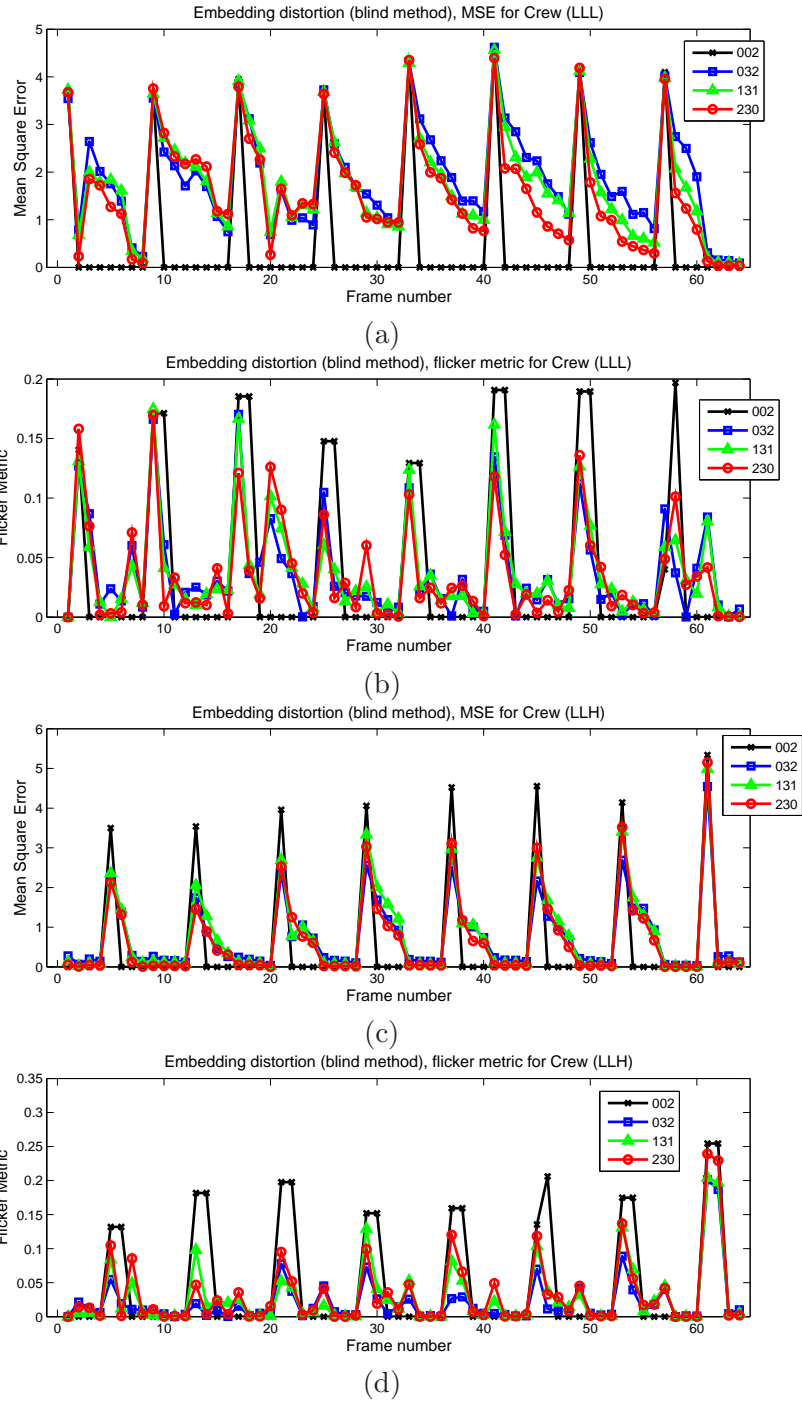 Embedding distortion (blind method), MSE for Crew (LLL)
5
4
3
2
1
0
Mean Square Error
002
032
131
230
0 10 20 30 40 50 60
Frame number
(a)
Embedding distortion (blind method), flicker metric for Crew (LLL)
0.2
0.15
0.1
0.05
0
Flicker Metric
002
032
131
230
0 10 20 30 40 50 60
Frame number
(b)
Embedding distortion (blind method), MSE for Crew (LLH)
6
5
4
3
2
1
0
Mean Square Error
002
032
131
230
0 10 20 30 40 50 60
Frame number
(c)
Embedding distortion (blind method), flicker metric for Crew (LLH)
0.35
0.3
0.25
0.2
0.15
0.1
0.05
0
Flicker Metric
002
032
131
230
0 10 20 30 40 50 60
Frame number
(d)